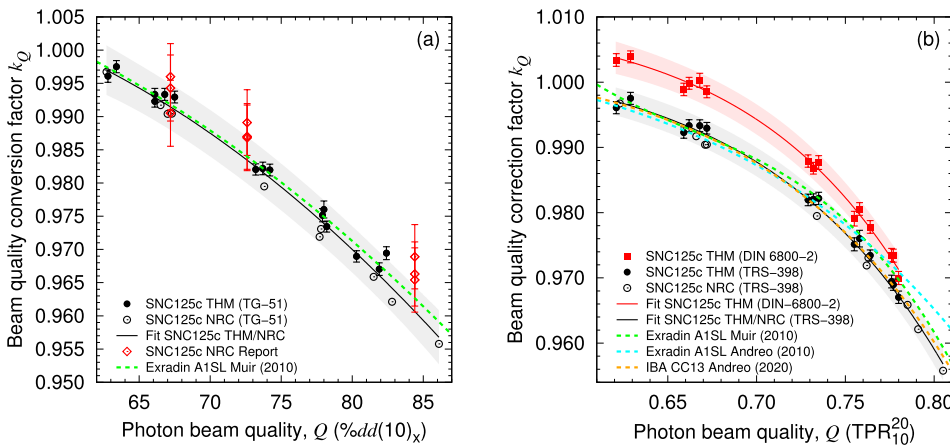 (a)
1.005
1.000
0.995
0.990
0.985
0.980
0.975
0.970
0.965
0.960
0.955
0.950
Beam quality conversion factor k_Q
SNC125c THM (TG−51)
SNC125c NRC (TG−51)
Fit SNC125c THM/NRC
SNC125c NRC Report
Exradin A1SL Muir (2010)
65 70 75 80 85
Photon beam quality, Q (%dd(10)ₓ)
(b)
1.000
0.990
0.980
0.970
0.960
Beam quality correction factor k_Q
SNC125c THM (DIN 6800−2)
SNC125c THM (TRS−398)
SNC125c NRC (TRS−398)
Fit SNC125c THM (DIN−6800−2)
Fit SNC125c THM/NRC (TRS−398)
Exradin A1SL Muir (2010)
Exradin A1SL Andreo (2010)
IBA CC13 Andreo (2020)
0.65 0.70 0.75 0.80
Photon beam quality, Q (TPR²⁰₁₀)